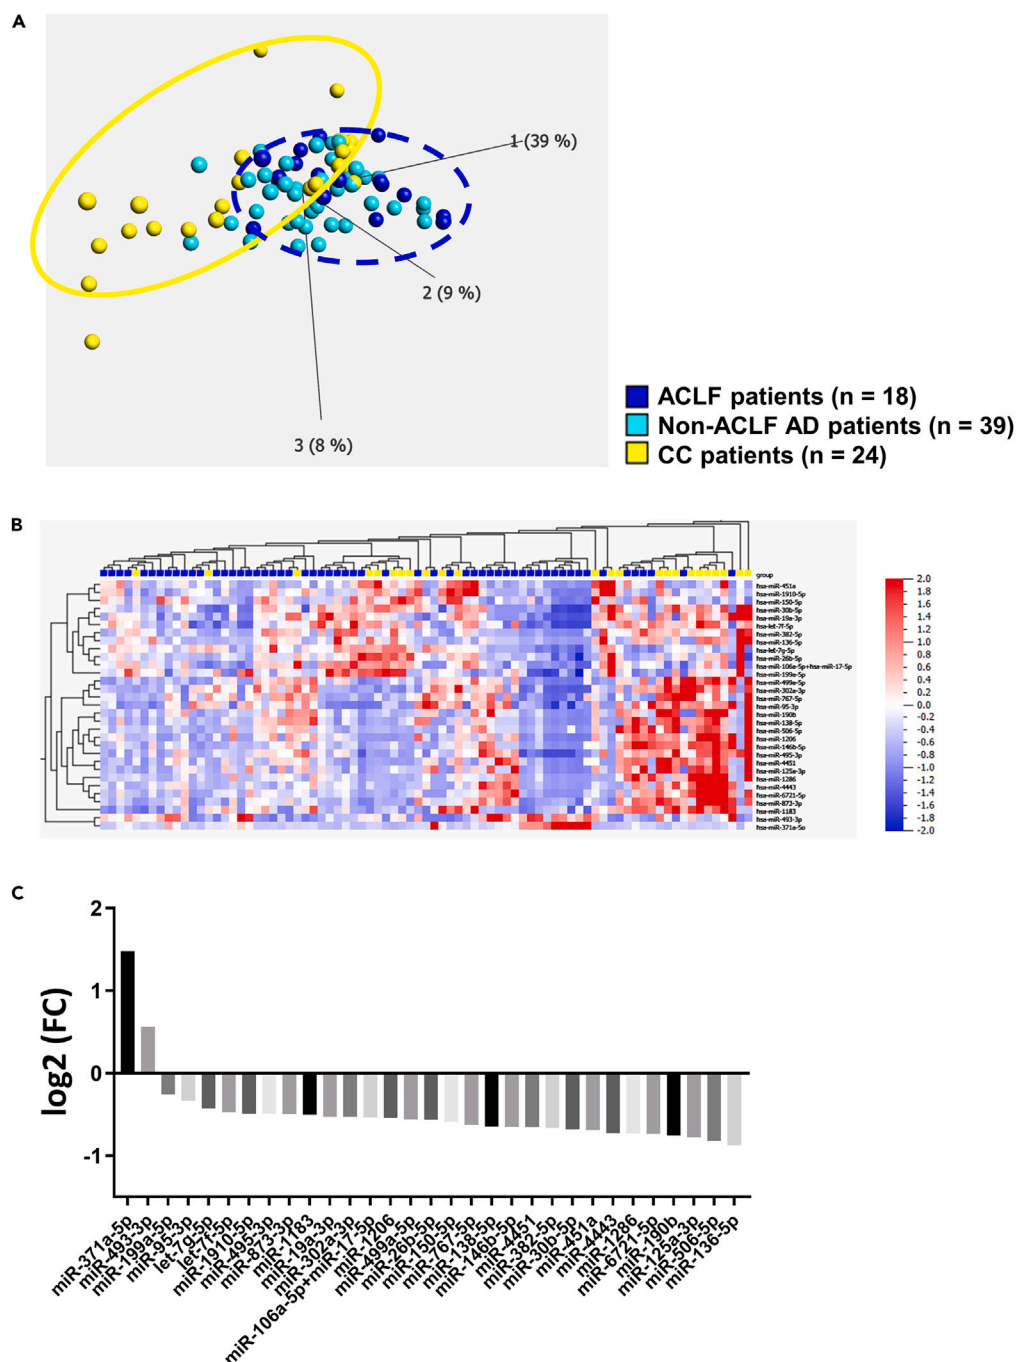 A
1 (39 %)
2 (9 %)
3 (8 %)
ACLF patients (n = 18)
Non-ACLF AD patients (n = 39)
CC patients (n = 24)
B
group
hsa-miR-451a
hsa-miR-1910-5p
hsa-miR-150-5p
hsa-miR-30b-5p
hsa-miR-19a-3p
hsa-let-7f-5p
hsa-miR-382-5p
hsa-miR-136-5p
hsa-let-7g-5p
hsa-miR-26b-5p
hsa-miR-106a-5p+hsa-miR-17-5p
hsa-miR-199a-5p
hsa-miR-499a-5p
hsa-miR-302a-3p
hsa-miR-767-5p
hsa-miR-95-3p
hsa-miR-190b
hsa-miR-138-5p
hsa-miR-506-5p
hsa-miR-1206
hsa-miR-146b-5p
hsa-miR-495-3p
hsa-miR-4451
hsa-miR-125a-3p
hsa-miR-1286
hsa-miR-4443
hsa-miR-6721-5p
hsa-miR-873-3p
hsa-miR-1183
hsa-miR-493-3p
hsa-miR-371a-5p
2.0
1.8
1.6
1.4
1.2
1.0
0.8
0.6
0.4
0.2
0.0
-0.2
-0.4
-0.6
-0.8
-1.0
-1.2
-1.4
-1.6
-1.8
-2.0
C
log2 (FC)
2
1
0
-1
miR-371a-5p
miR-493-3p
miR-199a-5p
miR-95-3p
let-7g-5p
let7f-5p
miR-1910-5p
miR-495-3p
miR-873-3p
miR-1183
miR-19a-3p
miR-302a-3p
miR-106a-5p+miR-17-5p
miR-1206
miR-499a-5p
miR-26b-5p
miR-150-5p
miR-767-5p
miR-138-5p
miR-146b-5p
miR-4451
miR-382-5p
miR-30b-5p
miR-451a
miR-4443
miR-1286
miR-6721-5p
miR-190b
miR-125a-3p
miR-506-5p
miR-136-5p